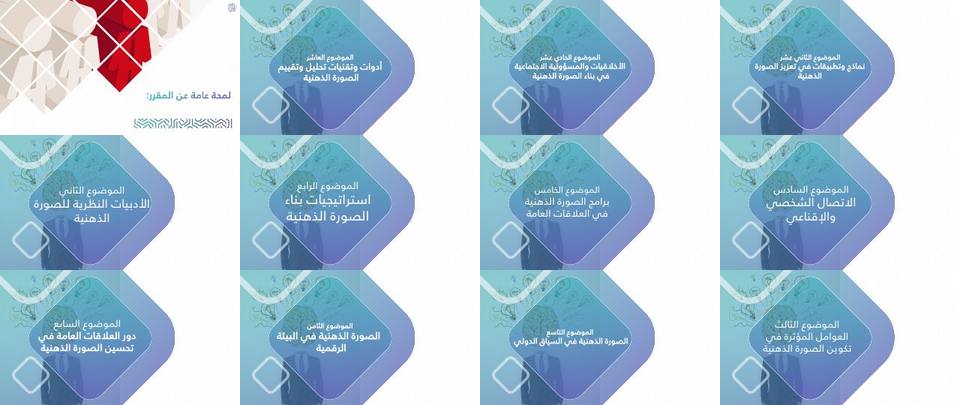 لمحة عامة عن المقرر:
الموضوع العاشر
أدوات وتقنيات تحليل وتقييم
الصورة الذهنية
الموضوع الحادي عشر
الأخلاقيات والمسؤولية الاجتماعية
في بناء الصورة الذهنية
الموضوع الثاني عشر
نماذج وتطبيقات في تعزيز الصورة
الذهنية
الموضوع الثاني
الأدبيات النظرية للصورة
الذهنية
الموضوع الرابع
استراتيجيات بناء
الصورة الذهنية
الموضوع الخامس
برامج الصورة الذهنية
في العلاقات العامة
الموضوع السادس
الاتصال الشخصي
والإقناعي
الموضوع السابع
دور العلاقات العامة في
تحسين الصورة الذهنية
الموضوع الثامن
الصورة الذهنية في البيئة
الرقمية
الموضوع التاسع
الصورة الذهنية في السياق الدولي
الموضوع الثالث
العوامل المؤثرة في
تكوين الصورة الذهنية